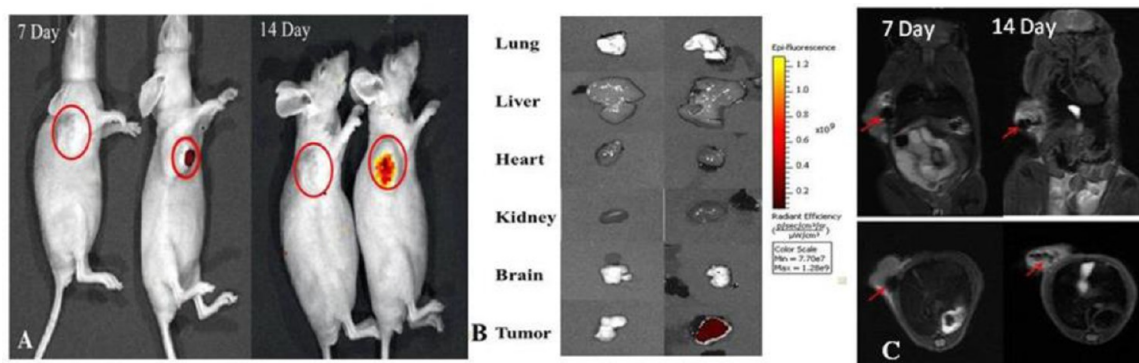 7 Day
14 Day
A
Lung
Liver
Heart
Kidney
Brain
Tumor
B
Epi-fluorescence
1.2
1.0
0.8
0.6
0.4
0.2
x10⁹
Radiant Efficiency
Color Scale
Min = 7.70e7
Max = 1.28e9
7 Day
14 Day
C